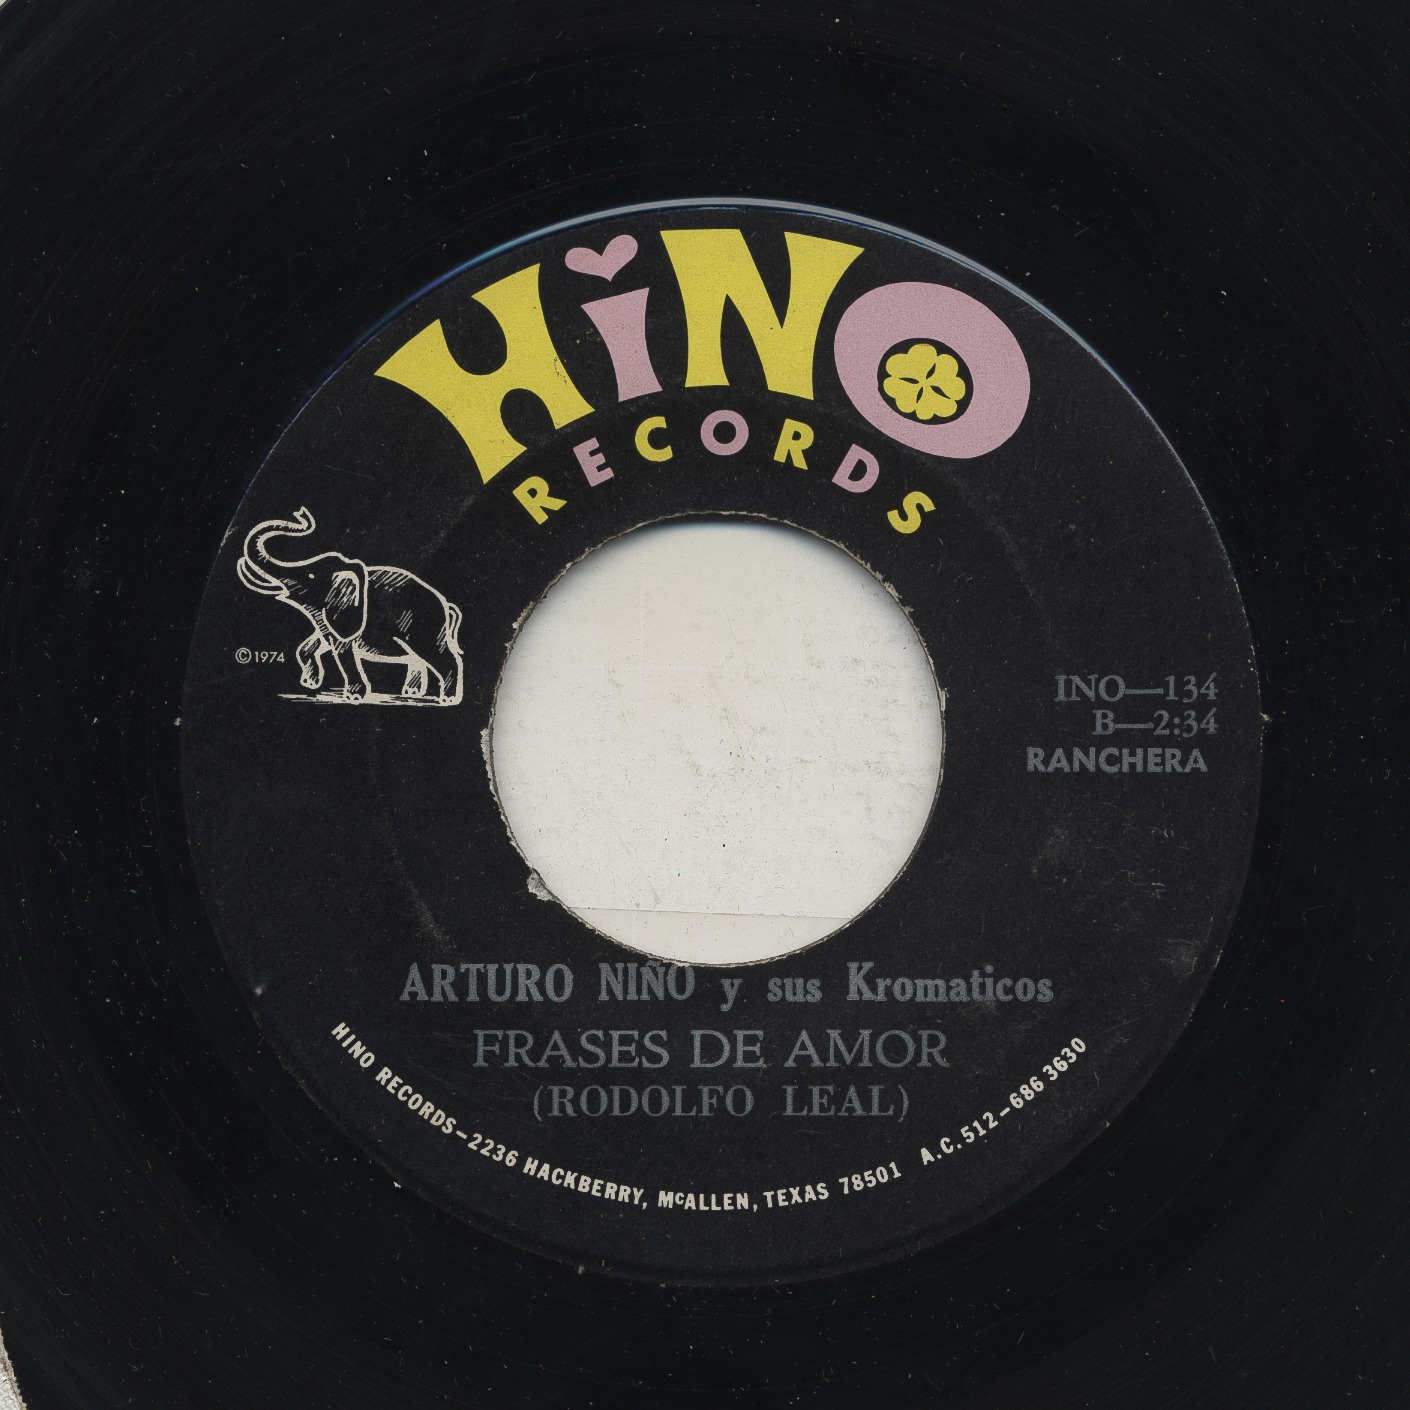 HiNO
RECORDS
©1974
INO—134
B—2:34
RANCHERA
ARTURO NIÑO y sus Kromaticos
FRASES DE AMOR
(RODOLFO LEAL)
HINO RECORDS–2236 HACKBERRY, McALLEN, TEXAS 78501 A.C. 512–686 3630